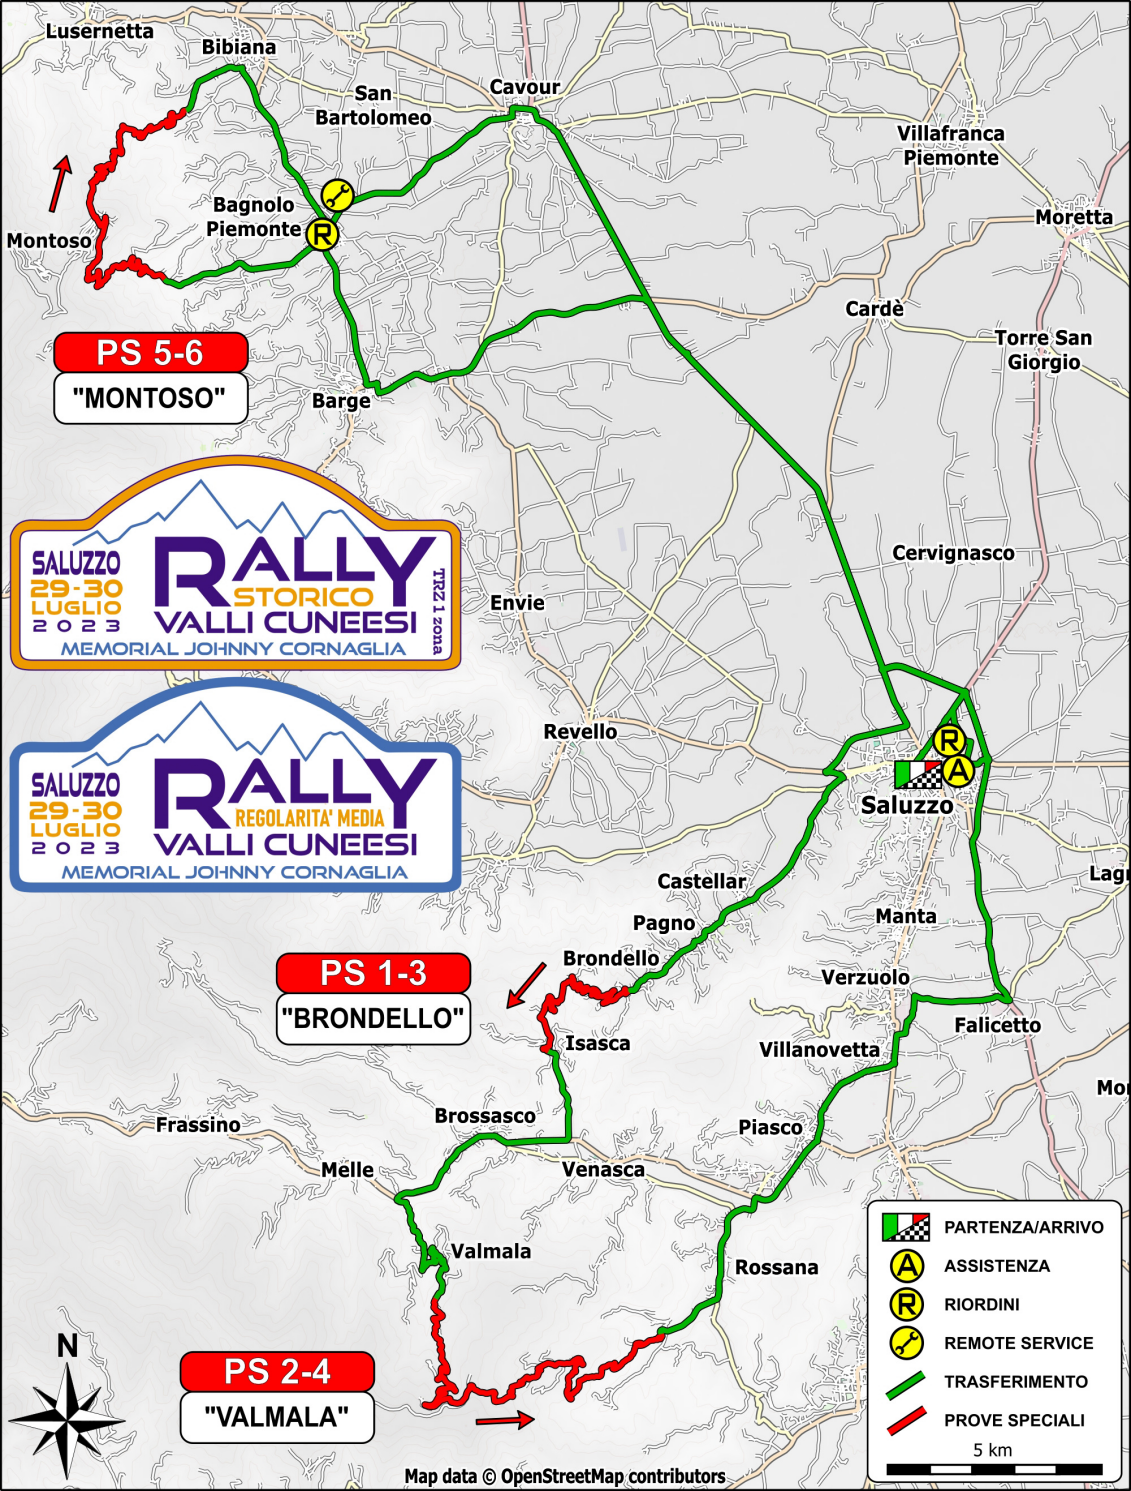 Lusernetta
Bibiana
San
Bartolomeo
Cavour
Villafranca
Piemonte
Moretta
Bagnolo
Piemonte
R
Montoso
Cardè
Torre San
Giorgio
PS 5-6
"MONTOSO"
Barge
SALUZZO
29-30
LUGLIO
2023
RALLY
STORICO
VALLI CUNEESI
MEMORIAL JOHNNY CORNAGLIA
TRZ 1 zona
Cervignasco
Envie
Revello
SALUZZO
29-30
LUGLIO
2023
RALLY
REGOLARITA' MEDIA
VALLI CUNEESI
MEMORIAL JOHNNY CORNAGLIA
R
A
Saluzzo
Castellar
Lagn
Pagno
Manta
Brondello
Verzuolo
PS 1-3
"BRONDELLO"
Falicetto
Isasca
Villanovetta
Mor
Brossasco
Frassino
Piasco
Melle
Venasca
Valmala
Rossana
PS 2-4
"VALMALA"
N
PARTENZA/ARRIVO
A ASSISTENZA
R RIORDINI
REMOTE SERVICE
TRASFERIMENTO
PROVE SPECIALI
5 km
Map data © OpenStreetMap contributors